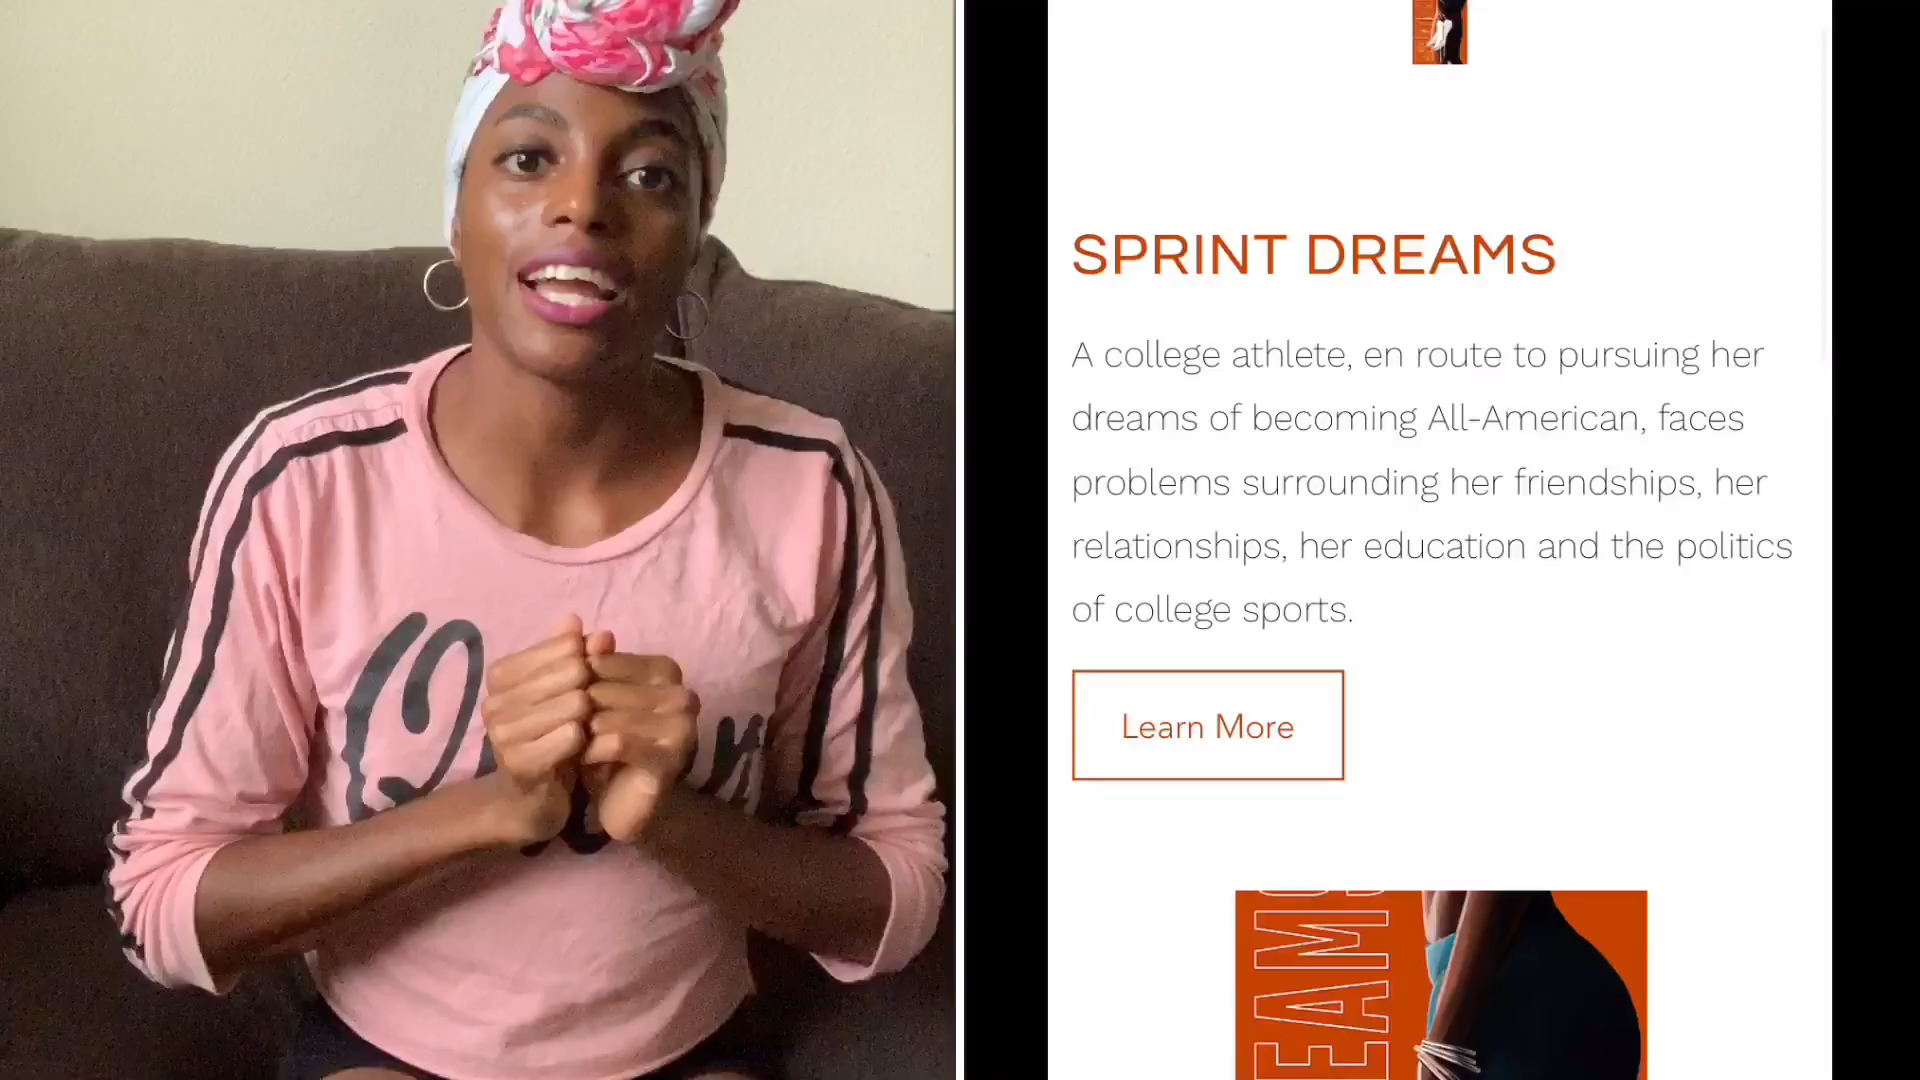 SPRINT DREAMS
A college athlete, en route to pursuing her
dreams of becoming All-American, faces
problems surrounding her friendships, her
relationships, her education and the politics
of college sports.
Learn More
EAMS